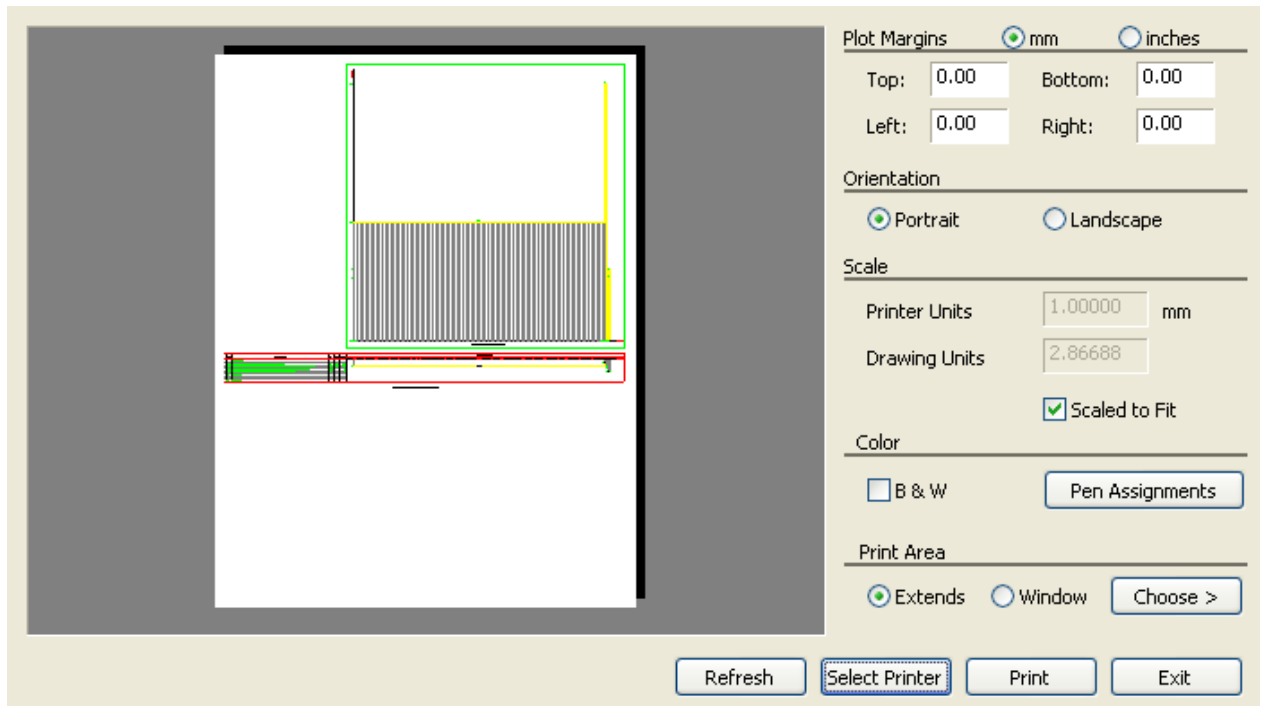 Plot Margins mm inches
Top: 0.00 Bottom: 0.00
Left: 0.00 Right: 0.00
Orientation
Portrait Landscape
Scale
Printer Units 1.00000 mm
Drawing Units 2.86688
Scaled to Fit
Color
B & W Pen Assignments
Print Area
Extends Window Choose >
Refresh Select Printer Print Exit